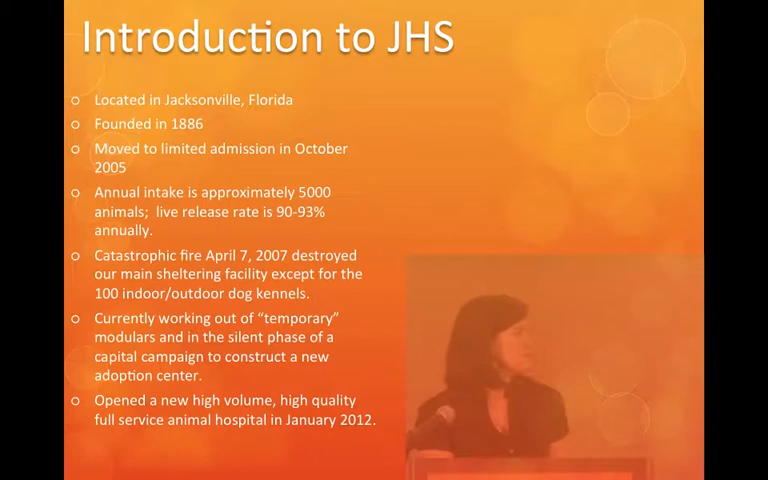 Introduction to JHS
Located in Jacksonville, Florida
Founded in 1886
Moved to limited admission in October
2005
Annual intake is approximately 5000
animals;  live release rate is 90-93%
annually.
Catastrophic fire April 7, 2007 destroyed
our main sheltering facility except for the
100 indoor/outdoor dog kennels.
Currently working out of “temporary”
modulars and in the silent phase of a
capital campaign to construct a new
adoption center.
Opened a new high volume, high quality
full service animal hospital in January 2012.